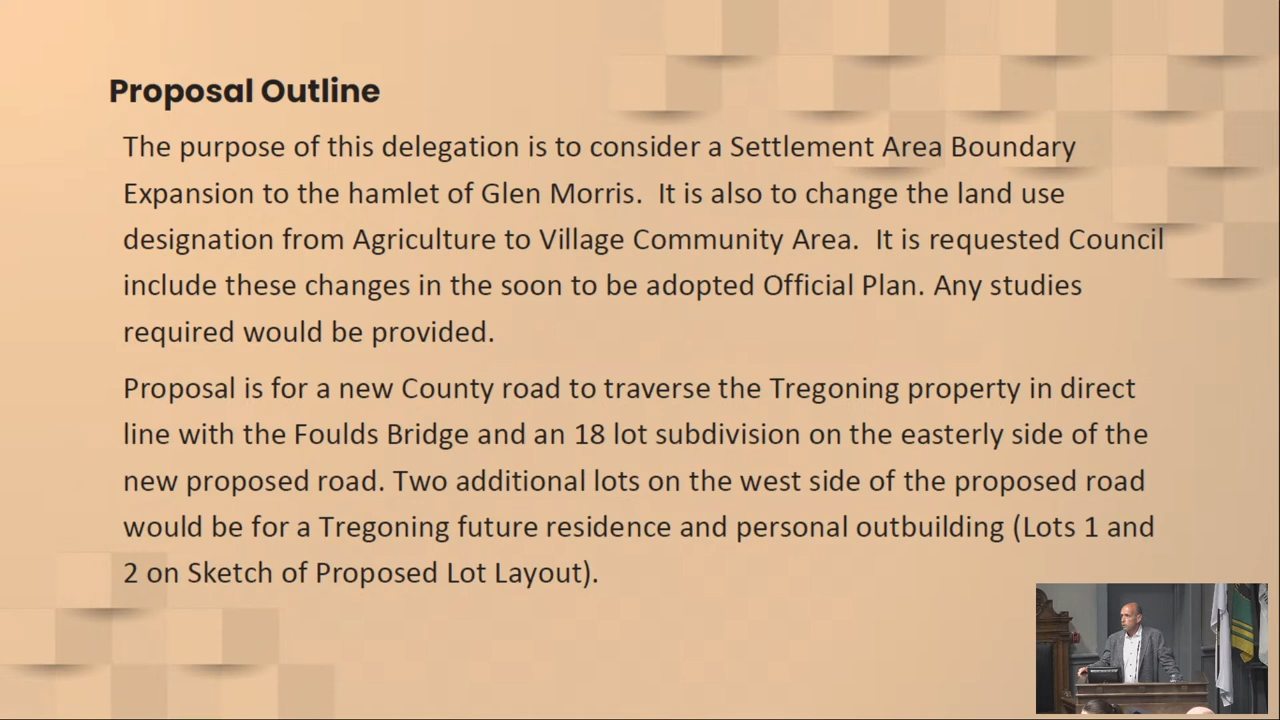 Proposal Outline
The purpose of this delegation is to consider a Settlement Area Boundary
Expansion to the hamlet of Glen Morris.  It is also to change the land use
designation from Agriculture to Village Community Area.  It is requested Council
include these changes in the soon to be adopted Official Plan. Any studies
required would be provided.
Proposal is for a new County road to traverse the Tregoning property in direct
line with the Foulds Bridge and an 18 lot subdivision on the easterly side of the
new proposed road. Two additional lots on the west side of the proposed road
would be for a Tregoning future residence and personal outbuilding (Lots 1 and
2 on Sketch of Proposed Lot Layout).